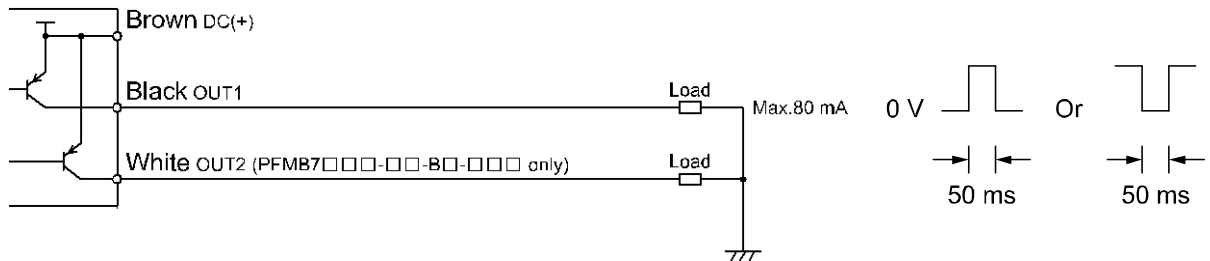 Brown DC(+)
Black OUT1
Load
Max.80 mA
0 V
Or
White OUT2 (PFMB7□□□-□□-B□-□□□ only)
Load
50 ms
50 ms